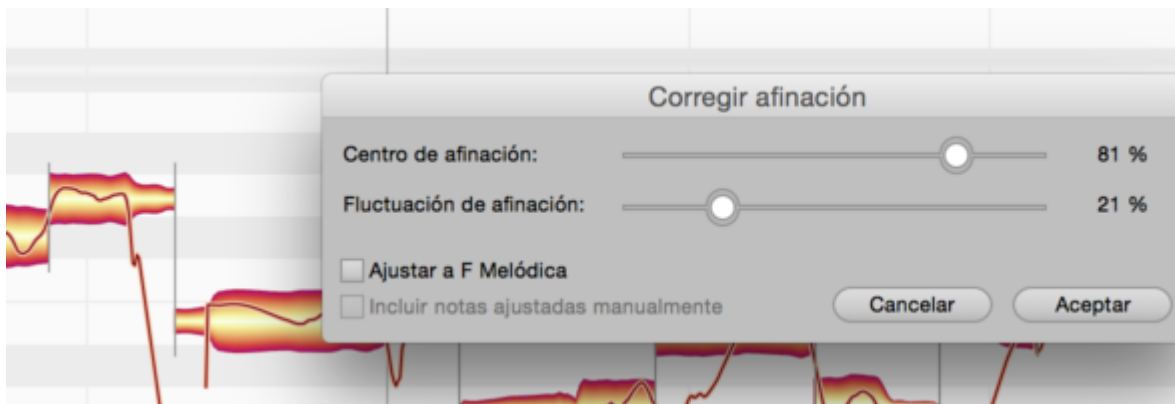 Corregir afinación
Centro de afinación: 81 %
Fluctuación de afinación: 21 %
Ajustar a F Melódica
Incluir notas ajustadas manualmente
Cancelar Aceptar